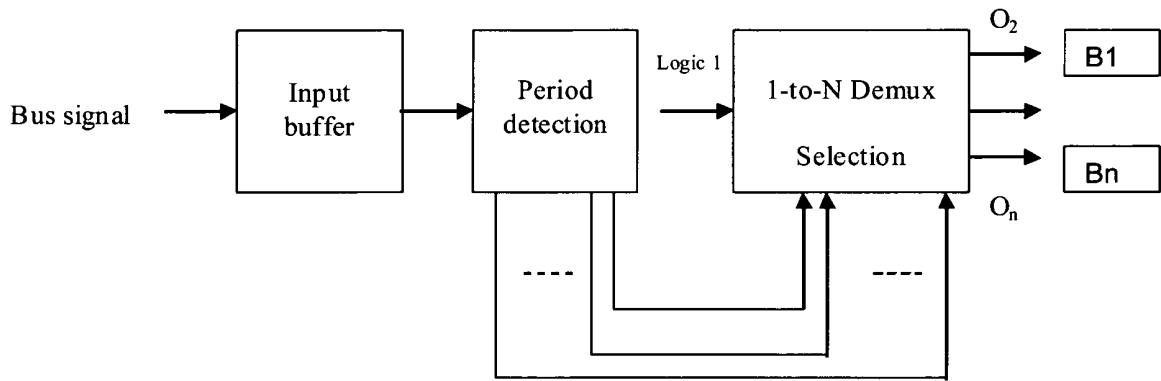 Bus signal
Input
buffer
Period
detection
Logic 1
1-to-N Demux
Selection
O₂
Oₙ
B1
Bn